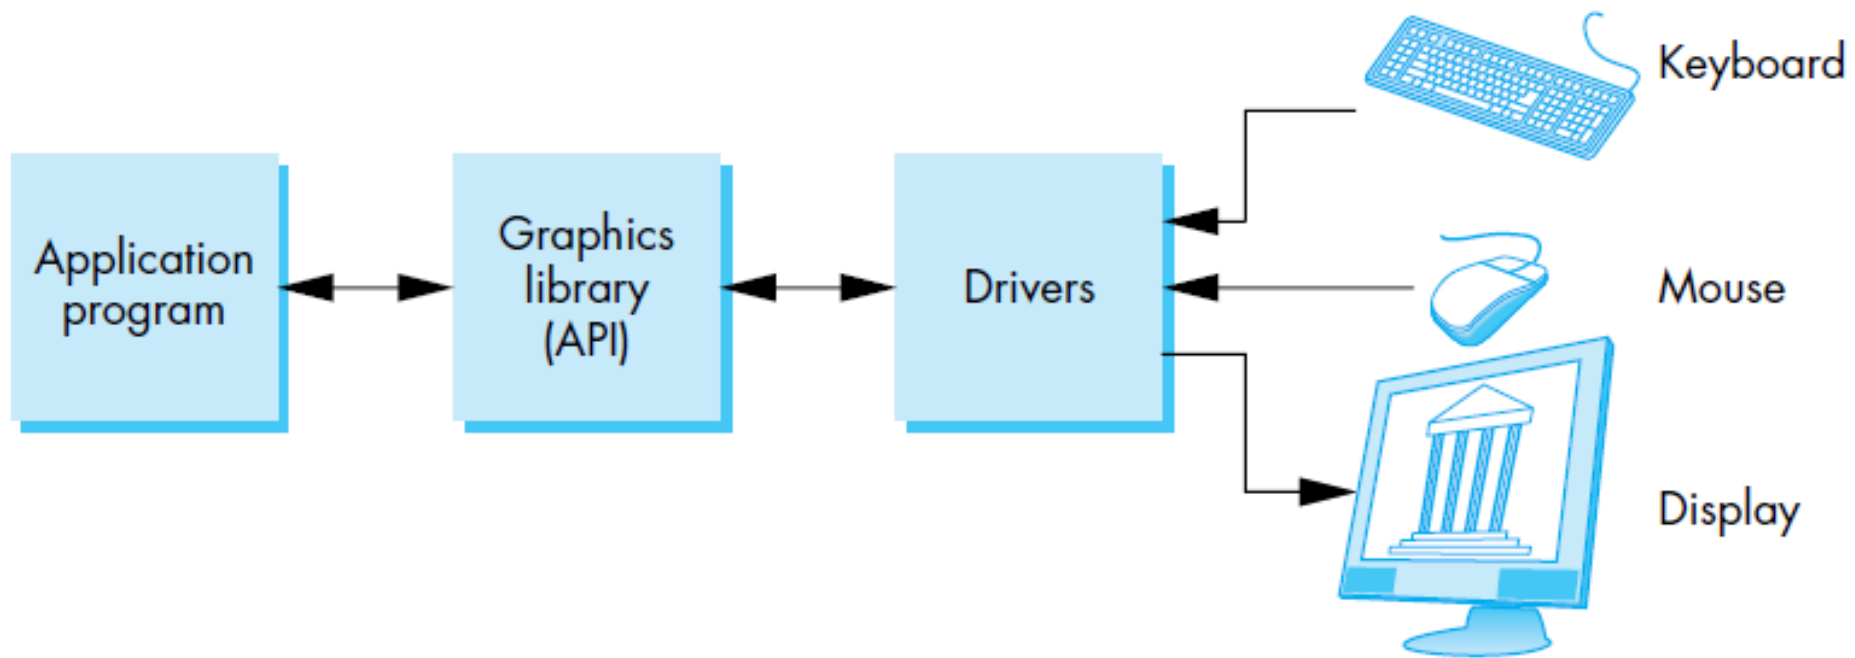 Application
program
Graphics
library
(API)
Drivers
Keyboard
Mouse
Display